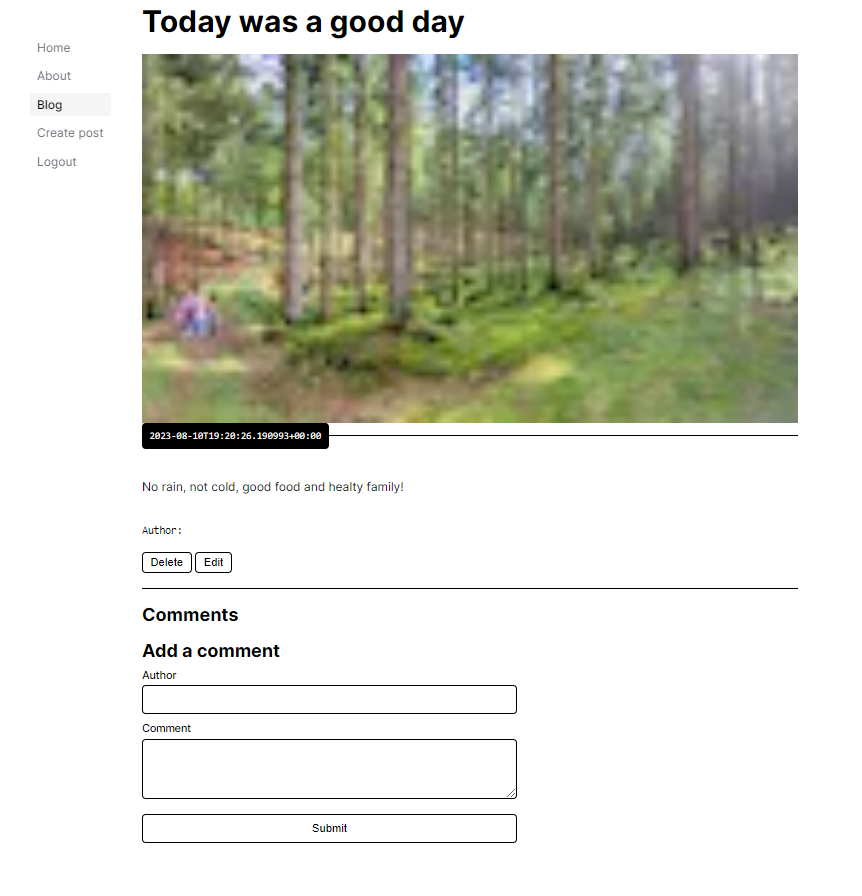 Today was a good day
Home
About
Blog
Create post
Logout
2023-08-10T19:20:26.190993+00:00
No rain, not cold, good food and healty family!
Author:
Delete Edit
Comments
Add a comment
Author
Comment
Submit